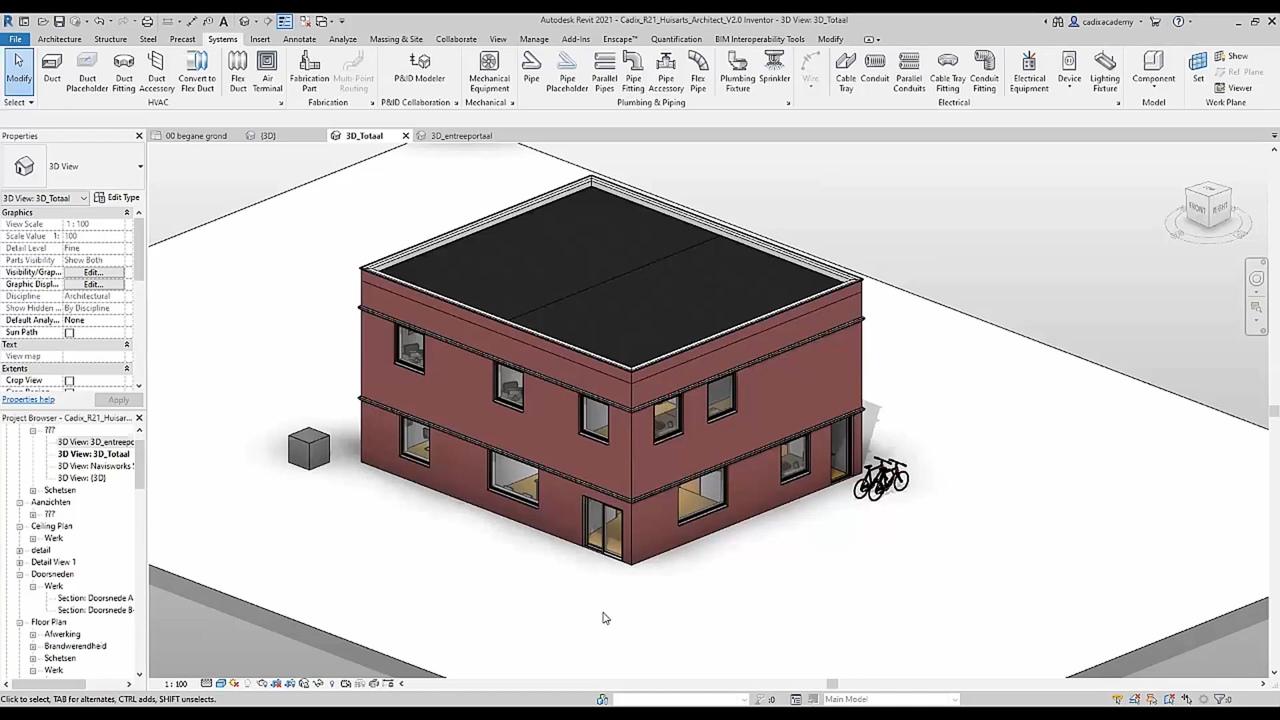 Autodesk Revit 2021 - Cadix_R21_Huisarts_Architect_V2.0 Inventor - 3D View: 3D_Totaal
cadixacademy
File Architecture Structure Steel Precast Systems Insert Annotate Analyze Massing & Site Collaborate View Manage Add-Ins Enscape™ Quantification BIM Interoperability Tools Modify
Modify
Duct
Duct Placeholder
Duct Fitting
Duct Accessory
Convert to Flex Duct
Flex Duct
Air Terminal
Fabrication Part
Multi-Point Routing
P&ID Modeler
Mechanical Equipment
Pipe
Pipe Placeholder
Parallel Pipes
Pipe Fitting
Pipe Accessory
Flex Pipe
Plumbing Fixture
Sprinkler
Wire
Cable Tray
Conduit
Parallel Conduits
Cable Tray Fitting
Conduit Fitting
Electrical Equipment
Device
Lighting Fixture
Component
Set
Show
Ref Plane
Viewer
Select HVAC Fabrication P&ID Collaboration Mechanical Plumbing & Piping Electrical Model Work Plane
Properties
00 begane grond {3D} 3D_Totaal 3D_entreeportaal
3D View
3D View: 3D_Totaal Edit Type
Graphics
View Scale 1 : 100
Scale Value 1: 100
Detail Level Fine
Parts Visibility Show Both
Visibility/Grap... Edit...
Graphic Displ... Edit...
Discipline Architectural
Show Hidden ... By Discipline
Default Analy... None
Sun Path
Text
View map
Extents
Crop View
Properties help Apply
Project Browser - Cadix_R21_Huisar...
???
3D View: 3D_entreepo
3D View: 3D_Totaal
3D View: Navisworks
3D View: {3D}
Schetsen
Aanzichten
???
Ceiling Plan
Werk
detail
Detail View 1
Doorsneden
Werk
Section: Doorsnede A
Section: Doorsnede B-
Floor Plan
Afwerking
Brandwerendheid
Schetsen
Werk
TOP
FRONT
RIGHT
1 : 100
Click to select, TAB for alternates, CTRL adds, SHIFT unselects.
:0
Main Model
:0